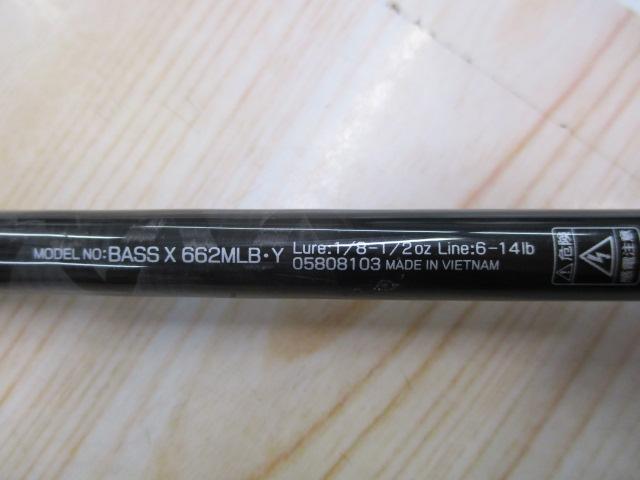 MODEL NO:BASS X 662MLB・Y
Lure:1/8-1/2oz Line:6-14lb
05808103 MADE IN VIETNAM
⚠危険